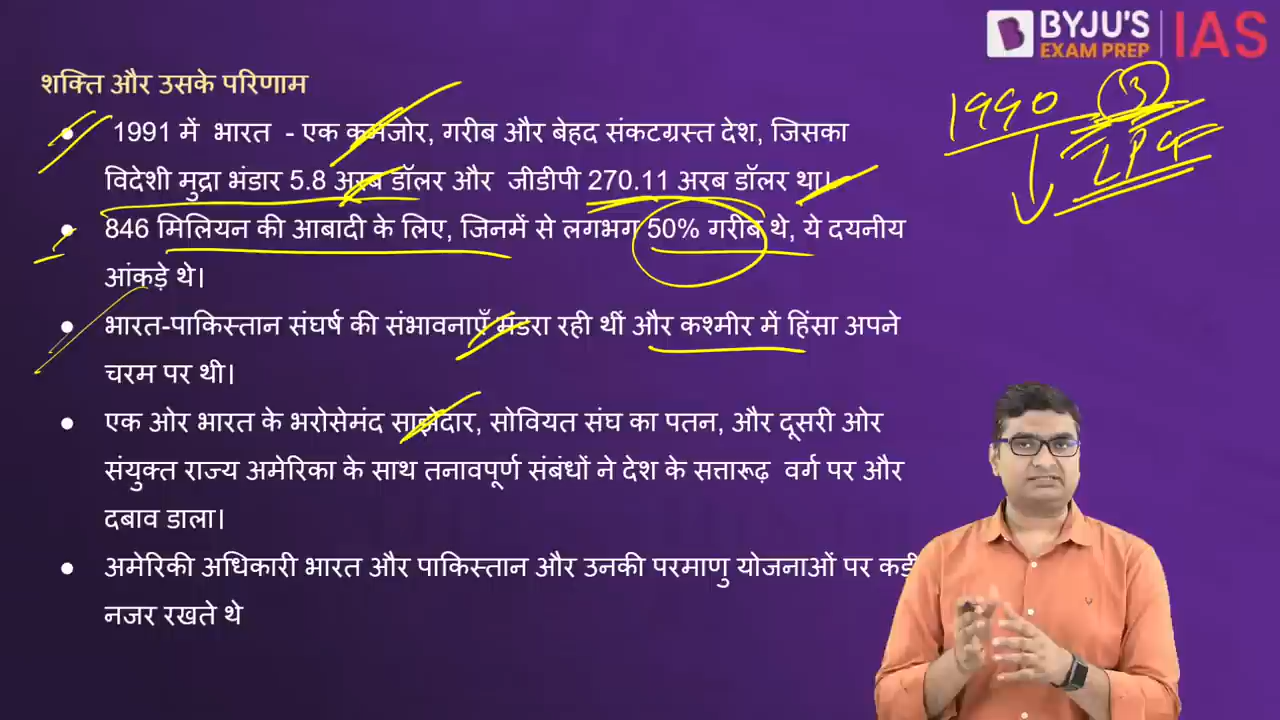 BYJU'S
EXAM PREP
IAS
शक्ति और उसके परिणाम
• 1991 में भारत - एक कमजोर, गरीब और बेहद संकटग्रस्त देश, जिसका
विदेशी मुद्रा भंडार 5.8 अरब डॉलर और जीडीपी 270.11 अरब डॉलर था।
• 846 मिलियन की आबादी के लिए, जिनमें से लगभग 50% गरीब थे, ये दयनीय
आंकड़े थे।
• भारत-पाकिस्तान संघर्ष की संभावनाएँ मंडरा रही थीं और कश्मीर में हिंसा अपने
चरम पर थी।
• एक ओर भारत के भरोसेमंद साझेदार, सोवियत संघ का पतन, और दूसरी ओर
संयुक्त राज्य अमेरिका के साथ तनावपूर्ण संबंधों ने देश के सत्तारूढ़ वर्ग पर और
दबाव डाला।
• अमेरिकी अधिकारी भारत और पाकिस्तान और उनकी परमाणु योजनाओं पर कड़ी
नजर रखते थे
1990